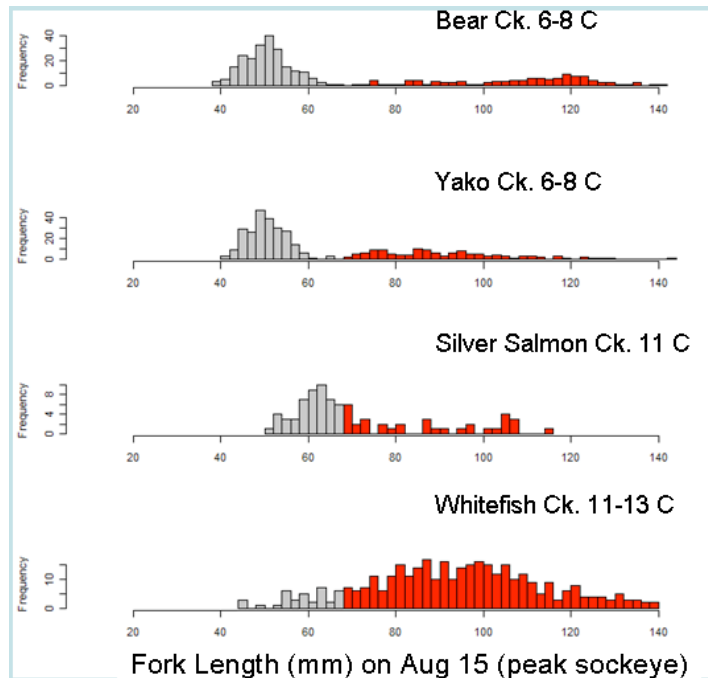 Bear Ck. 6-8 C
Frequency
0 20 40
20 40 60 80 100 120 140
Yako Ck. 6-8 C
Frequency
0 20 40
20 40 60 80 100 120 140
Silver Salmon Ck. 11 C
Frequency
0 4 8
20 40 60 80 100 120 140
Whitefish Ck. 11-13 C
Frequency
0 10
20 40 60 80 100 120 140
Fork Length (mm) on Aug 15 (peak sockeye)